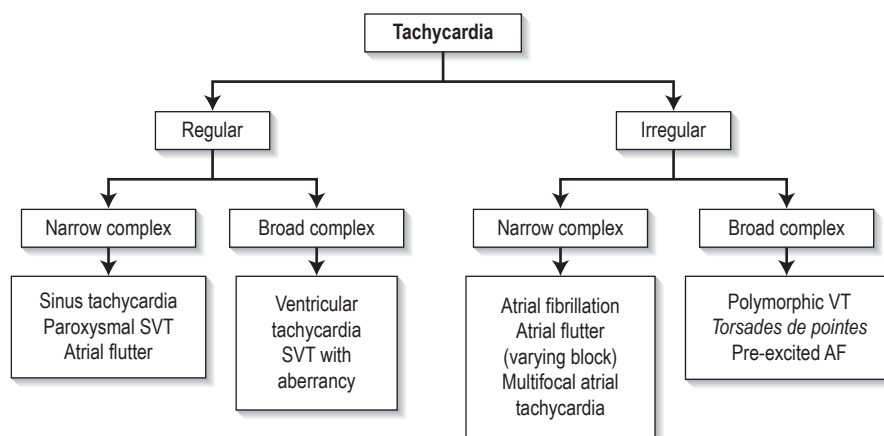 Tachycardia
Regular
Irregular
Narrow complex
Broad complex
Narrow complex
Broad complex
Sinus tachycardia
Paroxysmal SVT
Atrial flutter
Ventricular
tachycardia
SVT with
aberrancy
Atrial fibrillation
Atrial flutter
(varying block)
Multifocal atrial
tachycardia
Polymorphic VT
Torsades de pointes
Pre-excited AF